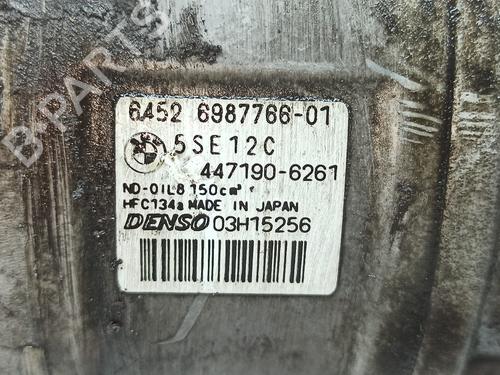 B-PARTS
6452 6987766-01
5SE12C
447190-6261
ND-OIL8 150cm³
HFC134a MADE IN JAPAN
DENSO 03H15256